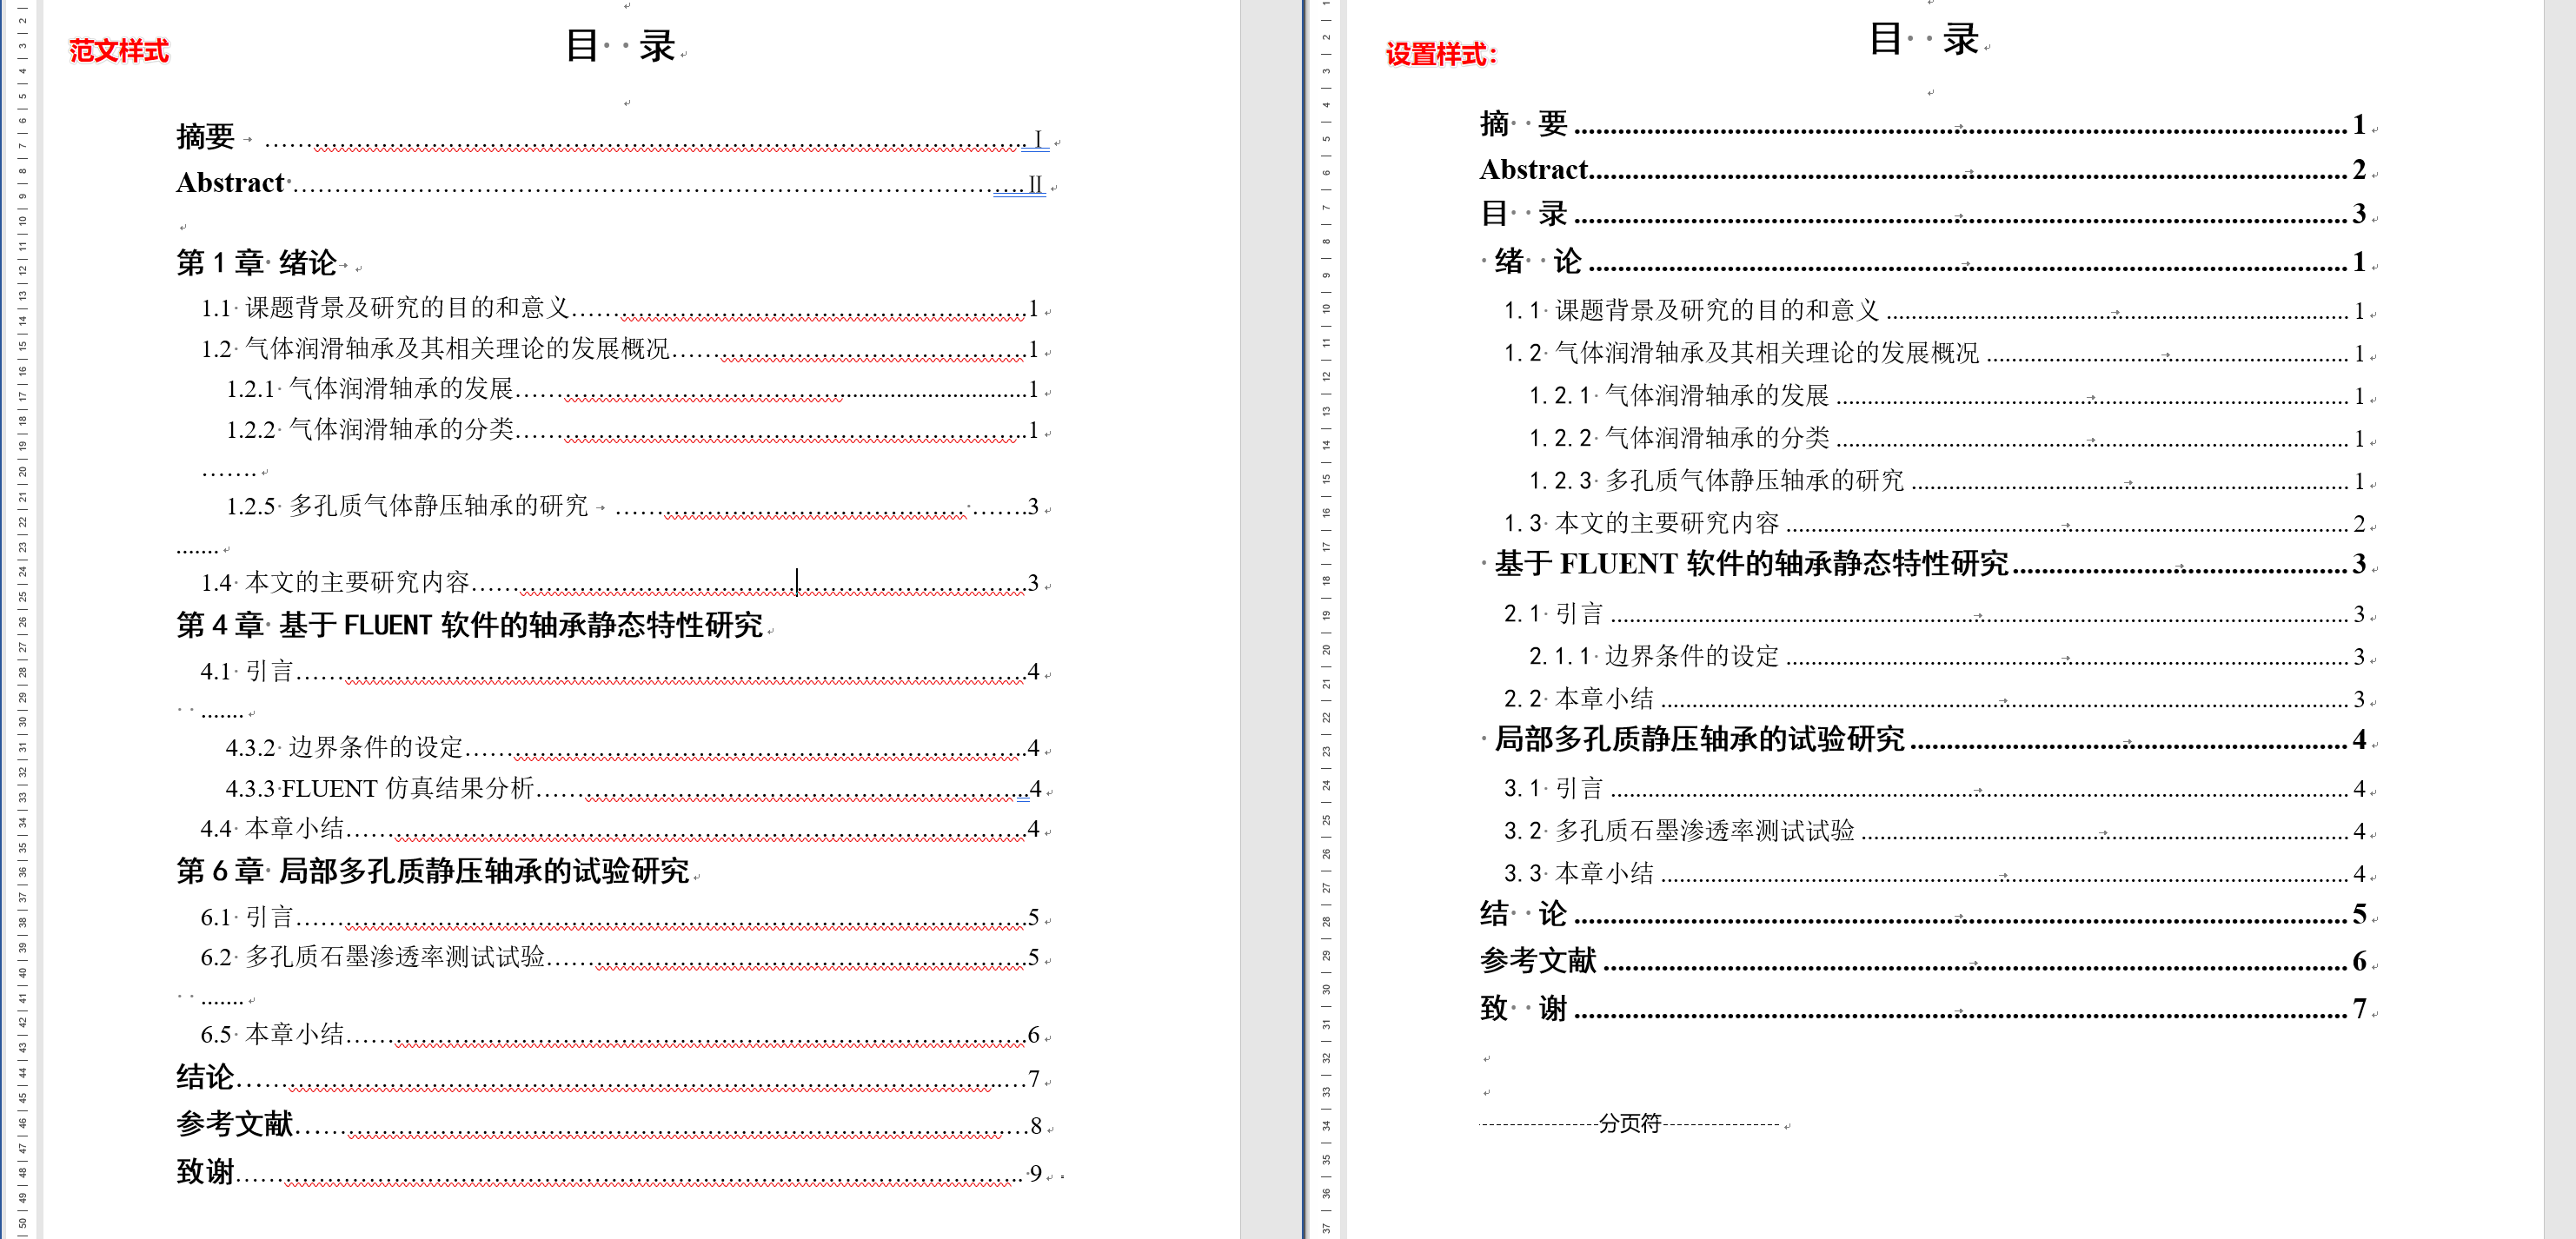 范文样式
目 录
摘要 ........................ I
Abstract ........................ II
第 1 章 绪论
1.1 课题背景及研究的目的和意义........................1
1.2 气体润滑轴承及其相关理论的发展概况........................1
1.2.1 气体润滑轴承的发展........................1
1.2.2 气体润滑轴承的分类........................1
.......
1.2.5 多孔质气体静压轴承的研究 ........................3
.......
1.4 本文的主要研究内容........................3
第 4 章 基于 FLUENT 软件的轴承静态特性研究
4.1 引言........................4
.......
4.3.2 边界条件的设定........................4
4.3.3 FLUENT 仿真结果分析........................4
4.4 本章小结........................4
第 6 章 局部多孔质静压轴承的试验研究
6.1 引言........................5
6.2 多孔质石墨渗透率测试试验........................5
.......
6.5 本章小结........................6
结论........................7
参考文献........................8
致谢........................9
设置样式：
目 录
摘 要........................1
Abstract........................2
目 录........................3
绪 论........................1
1.1 课题背景及研究的目的和意义........................1
1.2 气体润滑轴承及其相关理论的发展概况........................1
1.2.1 气体润滑轴承的发展........................1
1.2.2 气体润滑轴承的分类........................1
1.2.3 多孔质气体静压轴承的研究........................1
1.3 本文的主要研究内容........................2
基于 FLUENT 软件的轴承静态特性研究........................3
2.1 引言........................3
2.1.1 边界条件的设定........................3
2.2 本章小结........................3
局部多孔质静压轴承的试验研究........................4
3.1 引言........................4
3.2 多孔质石墨渗透率测试试验........................4
3.3 本章小结........................4
结 论........................5
参考文献........................6
致 谢........................7
分页符